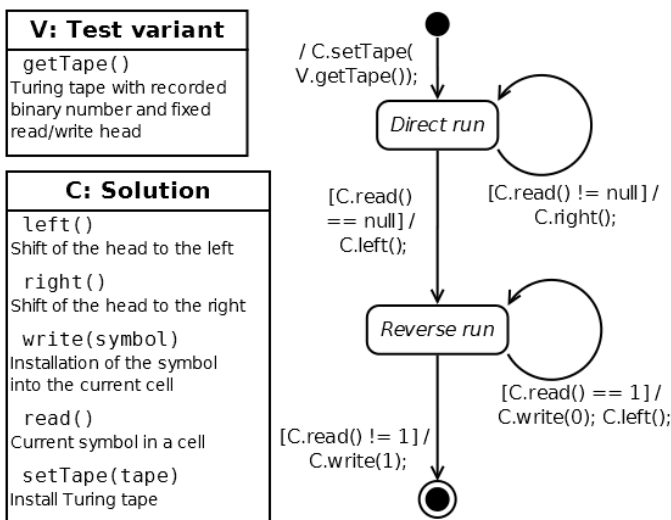 V: Test variant
getTape()
Turing tape with recorded
binary number and fixed
read/write head
C: Solution
left()
Shift of the head to the left
right()
Shift of the head to the right
write(symbol)
Installation of the symbol
into the current cell
read()
Current symbol in a cell
setTape(tape)
Install Turing tape
/ C.setTape(
V.getTape());
Direct run
[C.read()
== null] /
C.left();
[C.read() != null] /
C.right();
Reverse run
[C.read() == 1] /
C.write(0); C.left();
[C.read() != 1] /
C.write(1);